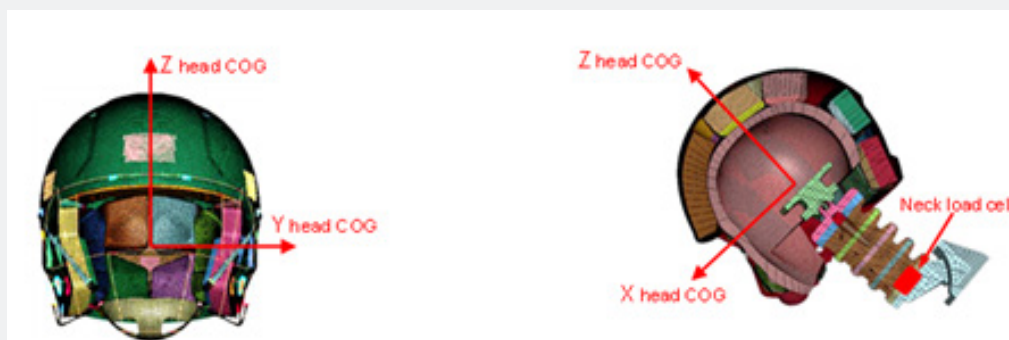 Z head COG
Y head COG
Z head COG
X head COG
Neck load cel